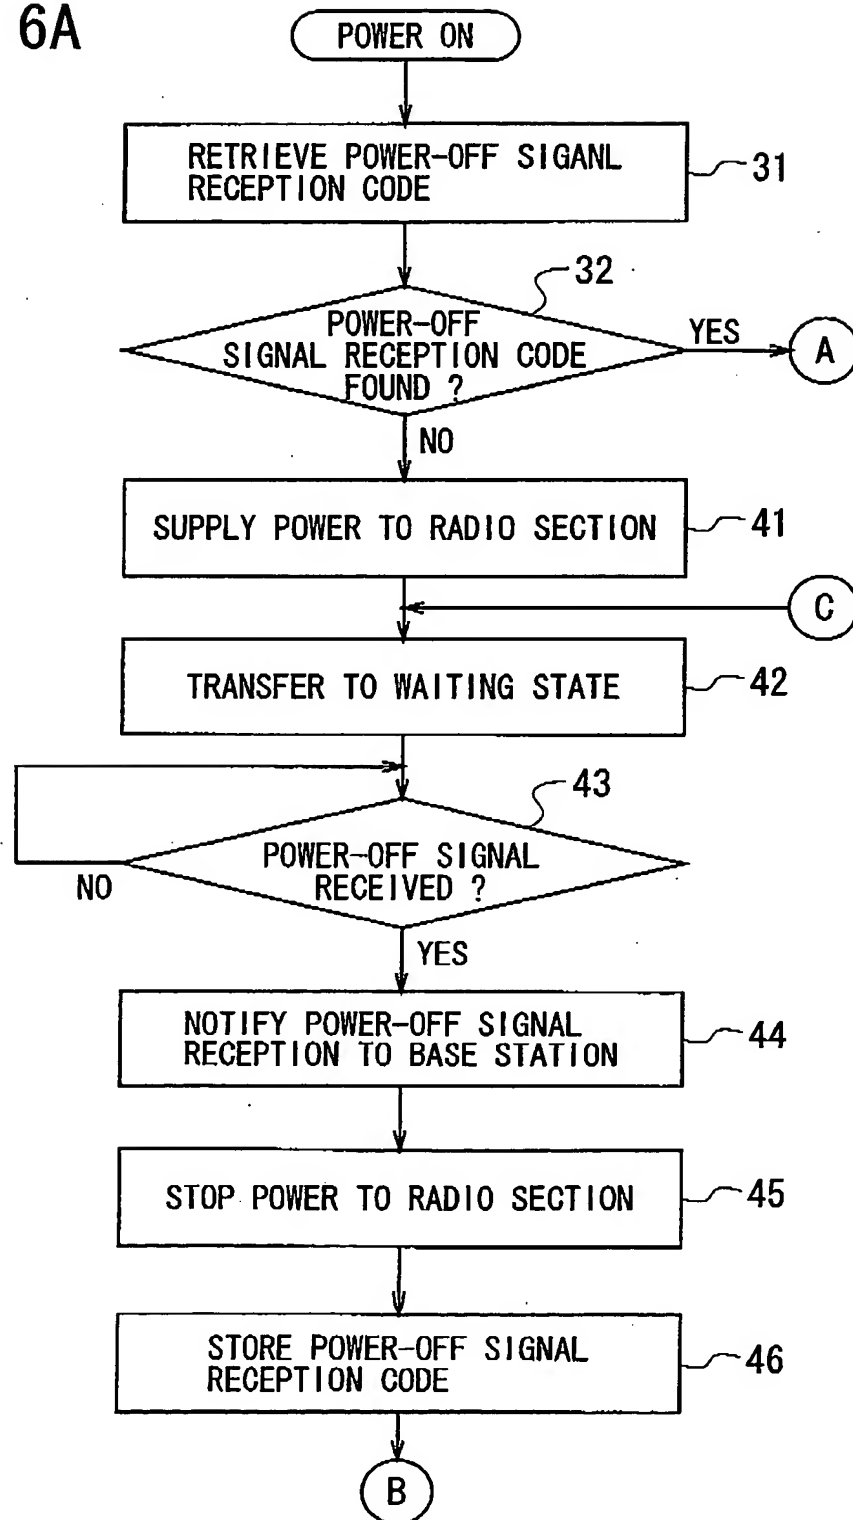 6A
POWER ON
RETRIEVE POWER-OFF SIGANL
RECEPTION CODE
31
32
POWER-OFF
SIGNAL RECEPTION CODE
FOUND ?
YES
A
NO
SUPPLY POWER TO RADIO SECTION
41
C
TRANSFER TO WAITING STATE
42
43
POWER-OFF SIGNAL
RECEIVED ?
NO
YES
NOTIFY POWER-OFF SIGNAL
RECEPTION TO BASE STATION
44
STOP POWER TO RADIO SECTION
45
STORE POWER-OFF SIGNAL
RECEPTION CODE
46
B